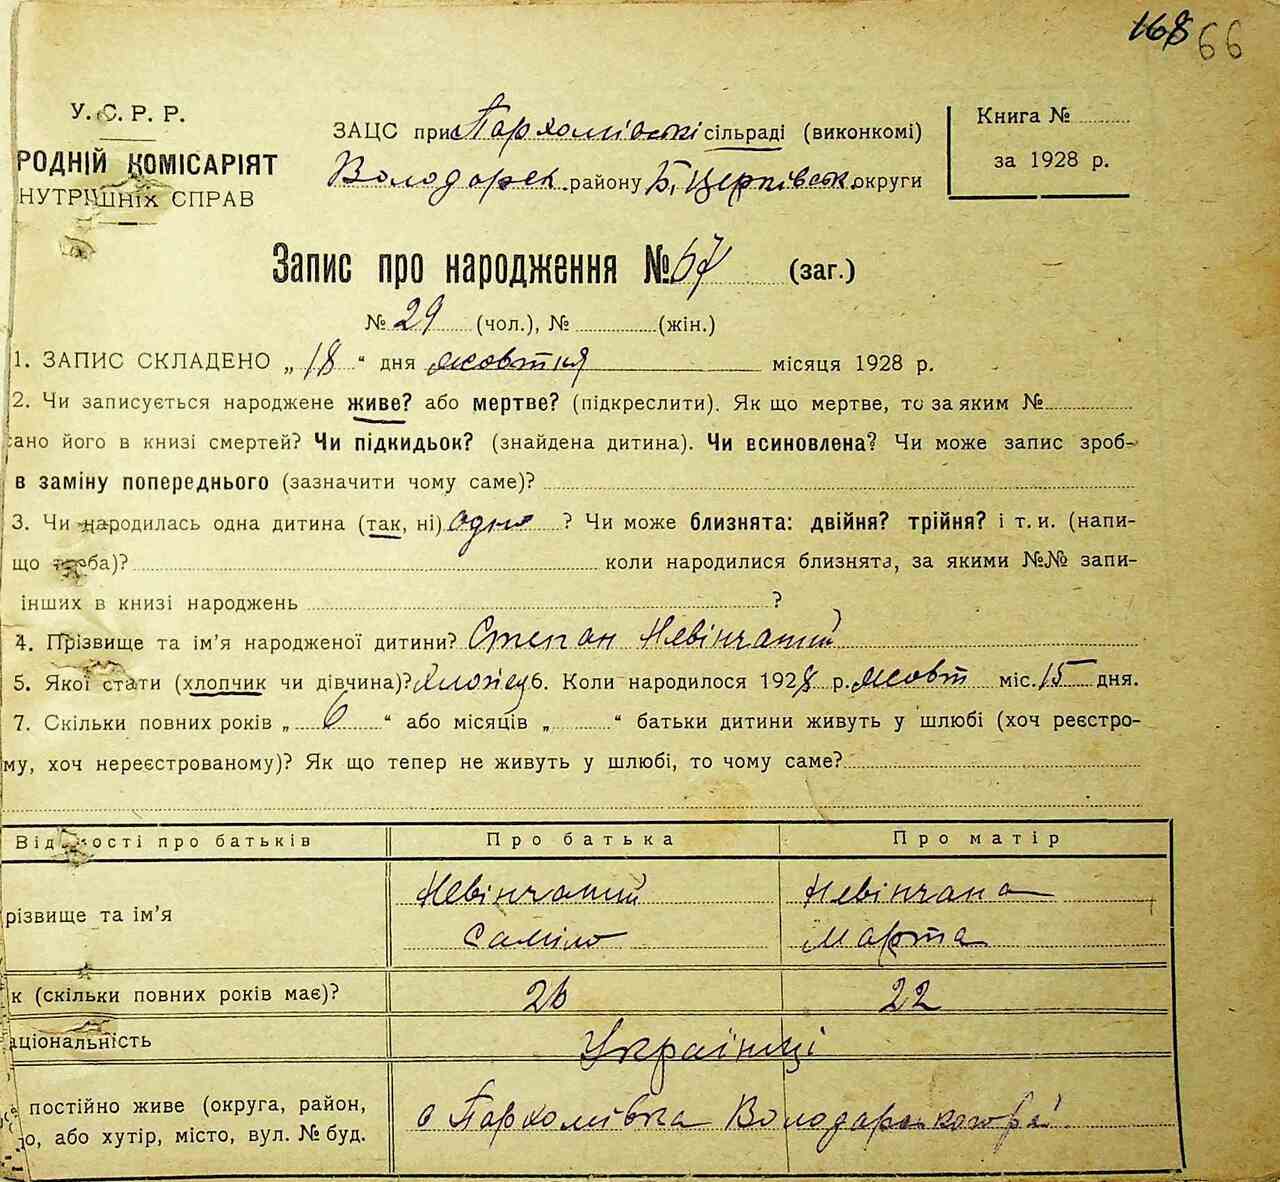 168 66
У. С. Р. Р.
РОДНІЙ КОМІСАРІЯТ
НУТРІШНІХ СПРАВ
ЗАЦС при Пархомівські сільраді (виконкомі)
Володарск. району Б. Церківськ. округи
Книга №
за 1928 р.
Запис про народження № 67 (заг.)
№ 29 (чол.), № (жін.)
1. ЗАПИС СКЛАДЕНО „ 18 “ дня жовтня місяця 1928 р.
2. Чи записується народжене живе? або мертве? (підкреслити). Як що мертве, то за яким №
ано його в книзі смертей? Чи підкидьок? (знайдена дитина). Чи всиновлена? Чи може запис зроб-
в заміну попереднього (зазначити чому саме)?
3. Чи народилась одна дитина (так, ні) одно ? Чи може близнята: двійня? трійня? і т. и. (напи-
що треба)? коли народилися близнята, за якими №№ запи-
інших в книзі народжень ?
4. Прізвище та ім’я народженої дитини? Степан Невінчаний
5. Якої стати (хлопчик чи дівчина)? Хлопець 6. Коли народилося 1928 р. жовт міс. 15 дня.
7. Скільки повних років „ 6 “ або місяців „ “ батьки дитини живуть у шлюбі (хоч реєстро-
му, хоч нереєстрованому)? Як що тепер не живуть у шлюбі, то чому саме?
Відомості про батьків Про батька Про матір
різвище та ім’я Невінчаний Невінчана
Саміло Марта
к (скільки повних років має)? 26 22
аціональність Українці
постійно живе (округа, район,
о, або хутір, місто, вул. № буд.
с Пархомівка Володарського ра